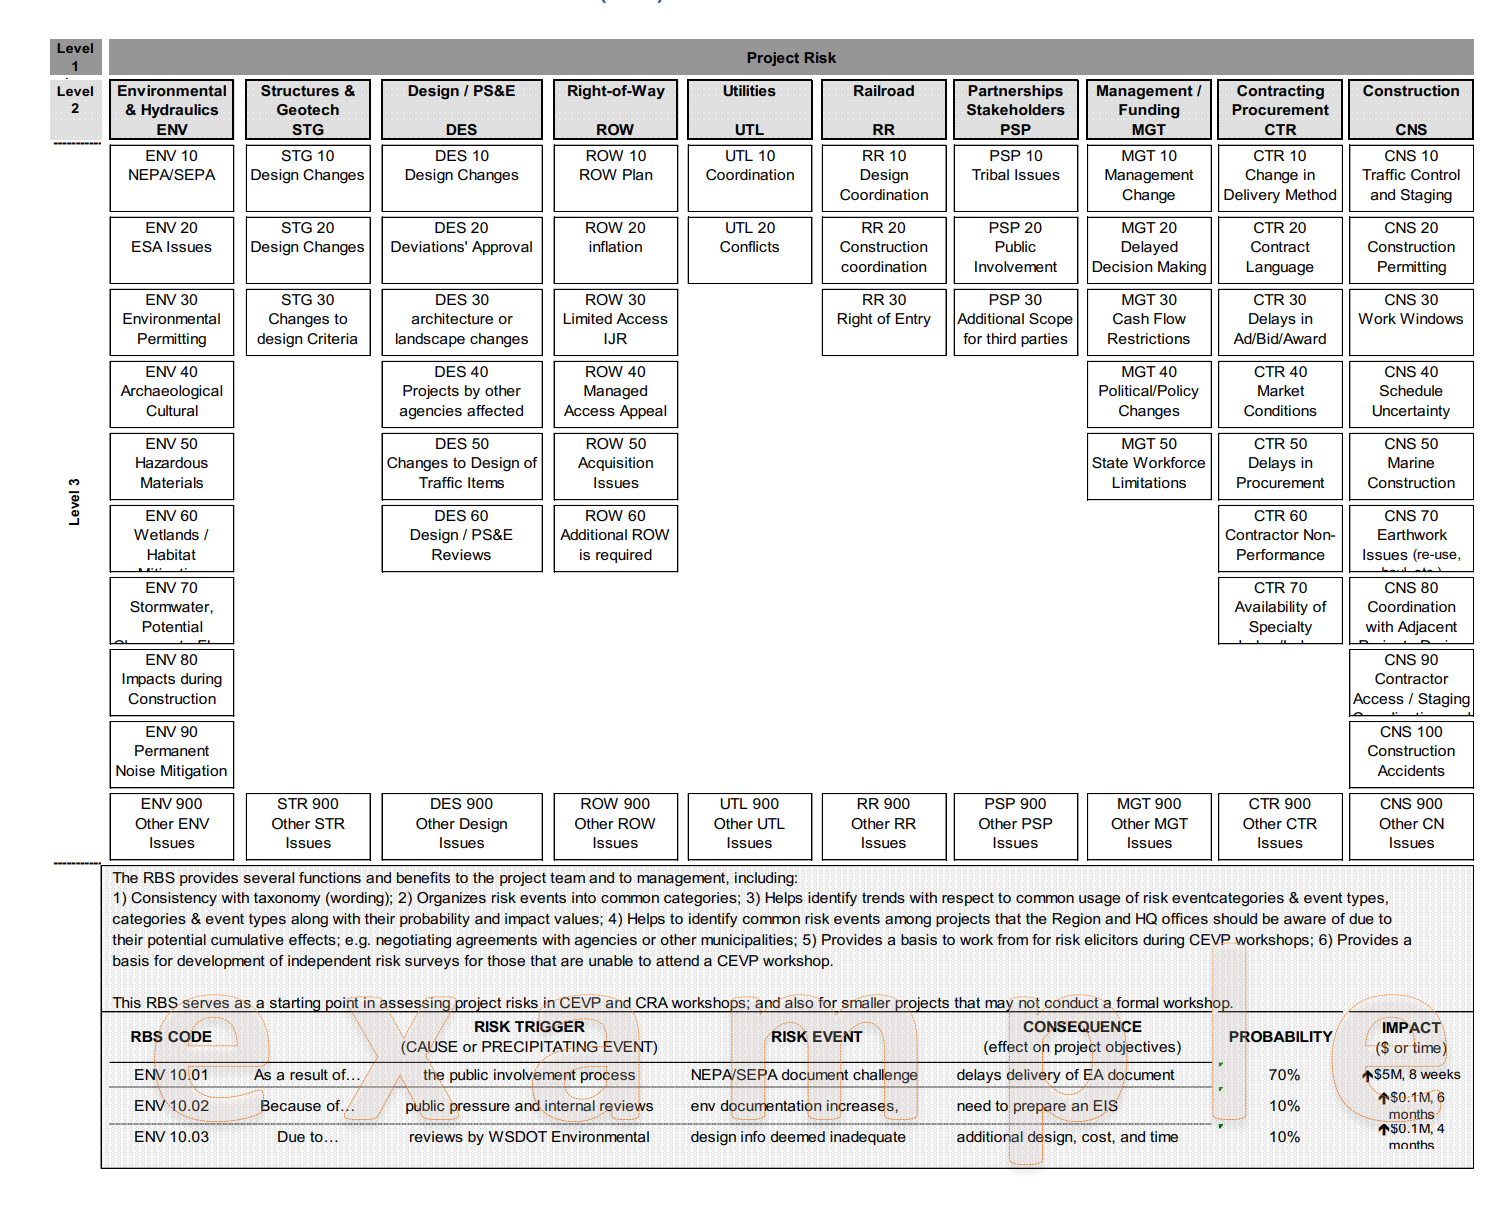 Level
1
Project Risk
Level
2
Environmental
& Hydraulics
ENV
Structures &
Geotech
STG
Design / PS&E
DES
Right-of-Way
ROW
Utilities
UTL
Railroad
RR
Partnerships
Stakeholders
PSP
Management /
Funding
MGT
Contracting
Procurement
CTR
Construction
CNS
Level 3
ENV 10
NEPA/SEPA
STG 10
Design Changes
DES 10
Design Changes
ROW 10
ROW Plan
UTL 10
Coordination
RR 10
Design
Coordination
PSP 10
Tribal Issues
MGT 10
Management
Change
CTR 10
Change in
Delivery Method
CNS 10
Traffic Control
and Staging
ENV 20
ESA Issues
STG 20
Design Changes
DES 20
Deviations' Approval
ROW 20
inflation
UTL 20
Conflicts
RR 20
Construction
coordination
PSP 20
Public
Involvement
MGT 20
Delayed
Decision Making
CTR 20
Contract
Language
CNS 20
Construction
Permitting
ENV 30
Environmental
Permitting
STG 30
Changes to
design Criteria
DES 30
architecture or
landscape changes
ROW 30
Limited Access
IJR
RR 30
Right of Entry
PSP 30
Additional Scope
for third parties
MGT 30
Cash Flow
Restrictions
CTR 30
Delays in
Ad/Bid/Award
CNS 30
Work Windows
ENV 40
Archaeological
Cultural
DES 40
Projects by other
agencies affected
ROW 40
Managed
Access Appeal
MGT 40
Political/Policy
Changes
CTR 40
Market
Conditions
CNS 40
Schedule
Uncertainty
ENV 50
Hazardous
Materials
DES 50
Changes to Design of
Traffic Items
ROW 50
Acquisition
Issues
MGT 50
State Workforce
Limitations
CTR 50
Delays in
Procurement
CNS 50
Marine
Construction
ENV 60
Wetlands /
Habitat
DES 60
Design / PS&E
Reviews
ROW 60
Additional ROW
is required
CTR 60
Contractor Non-
Performance
CNS 70
Earthwork
Issues (re-use,
ENV 70
Stormwater,
Potential
CTR 70
Availability of
Specialty
CNS 80
Coordination
with Adjacent
ENV 80
Impacts during
Construction
CNS 90
Contractor
Access / Staging
ENV 90
Permanent
Noise Mitigation
CNS 100
Construction
Accidents
ENV 900
Other ENV
Issues
STR 900
Other STR
Issues
DES 900
Other Design
Issues
ROW 900
Other ROW
Issues
UTL 900
Other UTL
Issues
RR 900
Other RR
Issues
PSP 900
Other PSP
Issues
MGT 900
Other MGT
Issues
CTR 900
Other CTR
Issues
CNS 900
Other CN
Issues
The RBS provides several functions and benefits to the project team and to management, including:
1) Consistency with taxonomy (wording); 2) Organizes risk events into common categories; 3) Helps identify trends with respect to common usage of risk eventcategories & event types,
categories & event types along with their probability and impact values; 4) Helps to identify common risk events among projects that the Region and HQ offices should be aware of due to
their potential cumulative effects; e.g. negotiating agreements with agencies or other municipalities; 5) Provides a basis to work from for risk elicitors during CEVP workshops; 6) Provides a
basis for development of independent risk surveys for those that are unable to attend a CEVP workshop.
This RBS serves as a starting point in assessing project risks in CEVP and CRA workshops; and also for smaller projects that may not conduct a formal workshop.
example
RBS CODE
RISK TRIGGER
(CAUSE or PRECIPITATING EVENT)
RISK EVENT
CONSEQUENCE
(effect on project objectives)
PROBABILITY
IMPACT
($ or time)
ENV 10.01 As a result of… the public involvement process NEPA/SEPA document challenge delays delivery of EA document 70% 🡅$5M, 8 weeks
ENV 10.02 Because of… public pressure and internal reviews env documentation increases, need to prepare an EIS 10% 🡅$0.1M, 6
months
ENV 10.03 Due to… reviews by WSDOT Environmental design info deemed inadequate additional design, cost, and time 10% 🡅$0.1M, 4
months